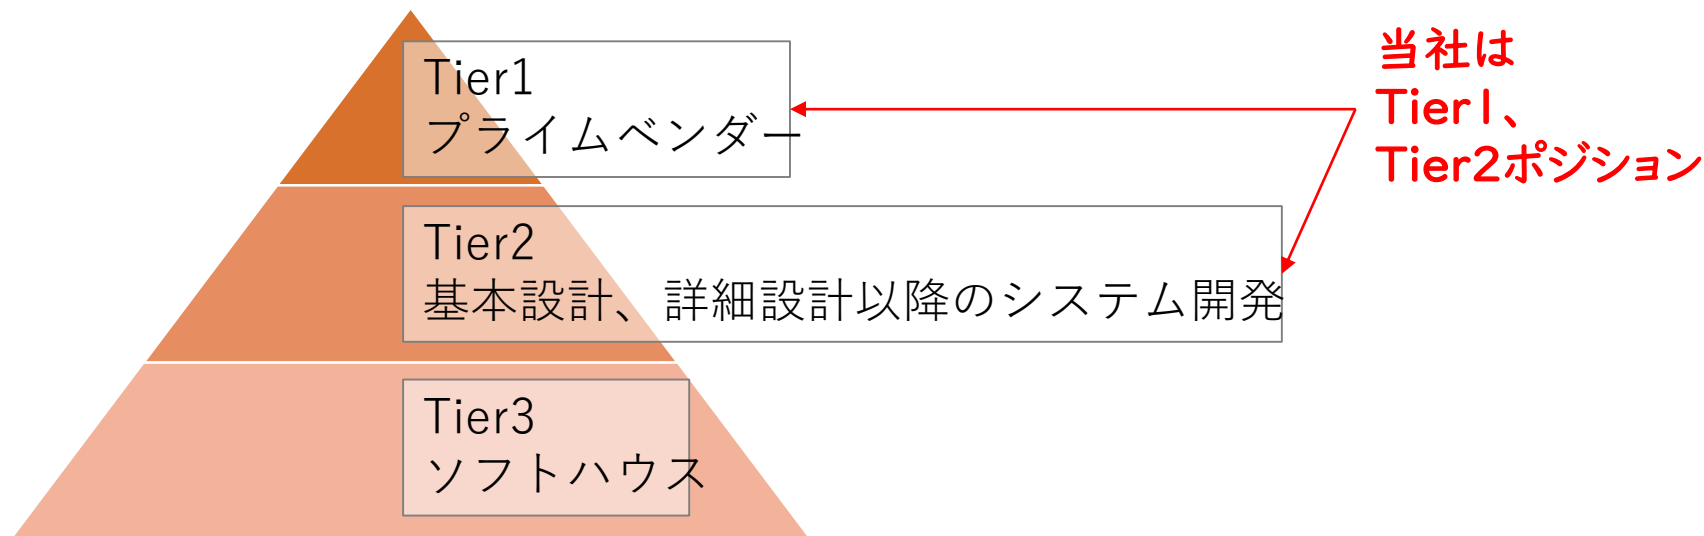 Tier1
プライムベンダー
Tier2
基本設計、詳細設計以降のシステム開発
Tier3
ソフトハウス
当社は
Tier1、
Tier2ポジション